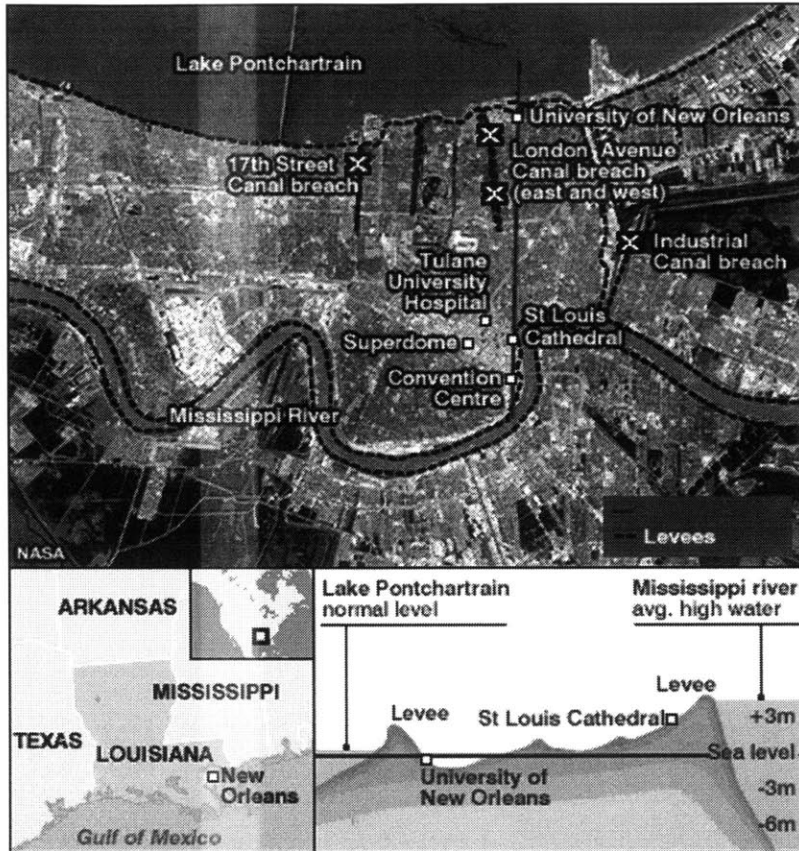 Lake Pontchartrain
University of New Orleans
17th Street
Canal breach
London Avenue
Canal breach
(east and west)
Tulane
University
Hospital
Industrial
Canal breach
St Louis
Cathedral
Superdome
Convention
Centre
Mississippi River
Levees
NASA
ARKANSAS
MISSISSIPPI
TEXAS
LOUISIANA
New
Orleans
Gulf of Mexico
Lake Pontchartrain
normal level
Mississippi river
avg. high water
Levee
Levee
St Louis Cathedral
+3m
Sea level
University of
New Orleans
-3m
-6m